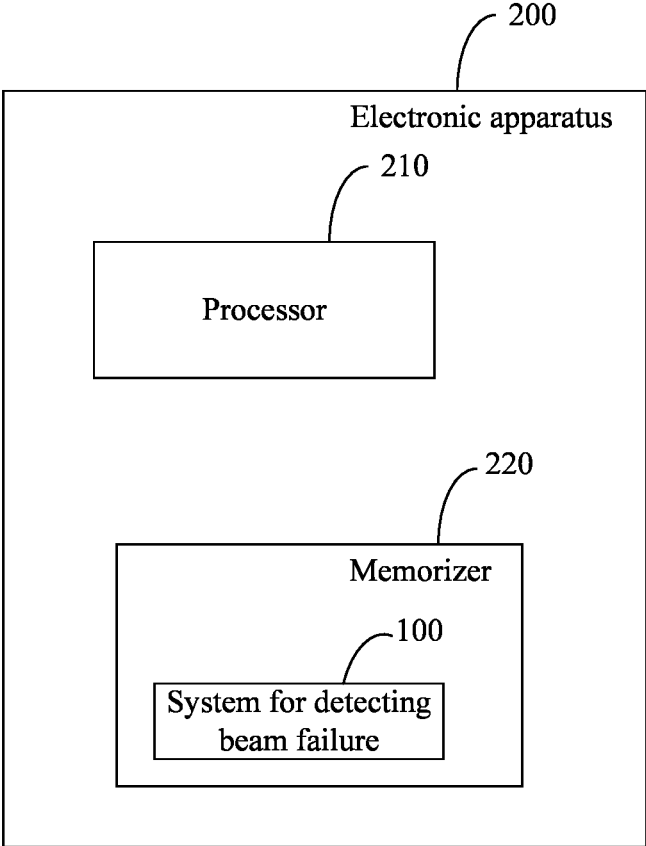 200
Electronic apparatus
210
Processor
220
Memorizer
100
System for detecting
beam failure